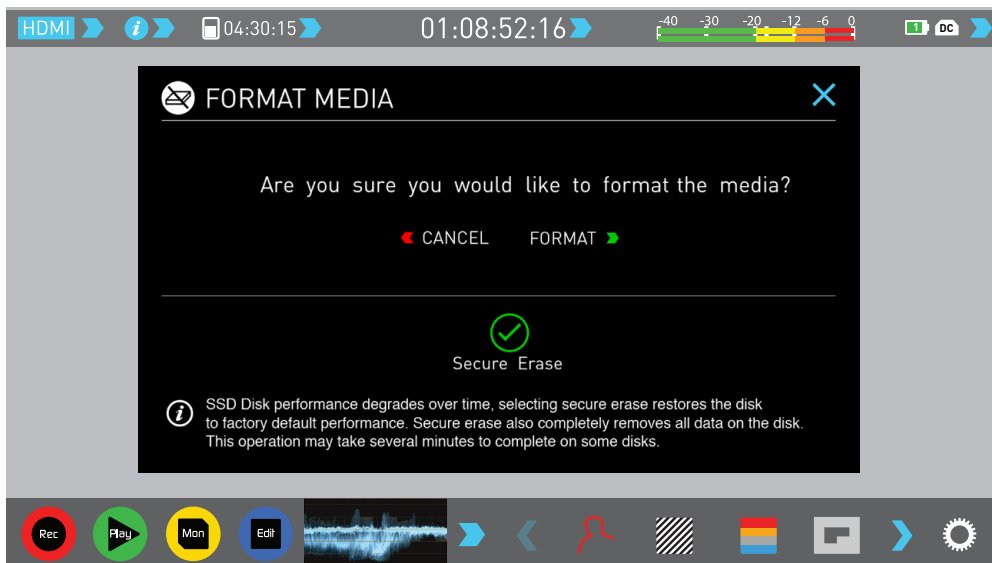 HDMI i 04:30:15 01:08:52:16 -40 -30 -20 -12 -6 0 1 DC
FORMAT MEDIA
Are you sure you would like to format the media?
CANCEL FORMAT
Secure Erase
i SSD Disk performance degrades over time, selecting secure erase restores the disk
to factory default performance. Secure erase also completely removes all data on the disk.
This operation may take several minutes to complete on some disks.
Rec Play Mon Edit